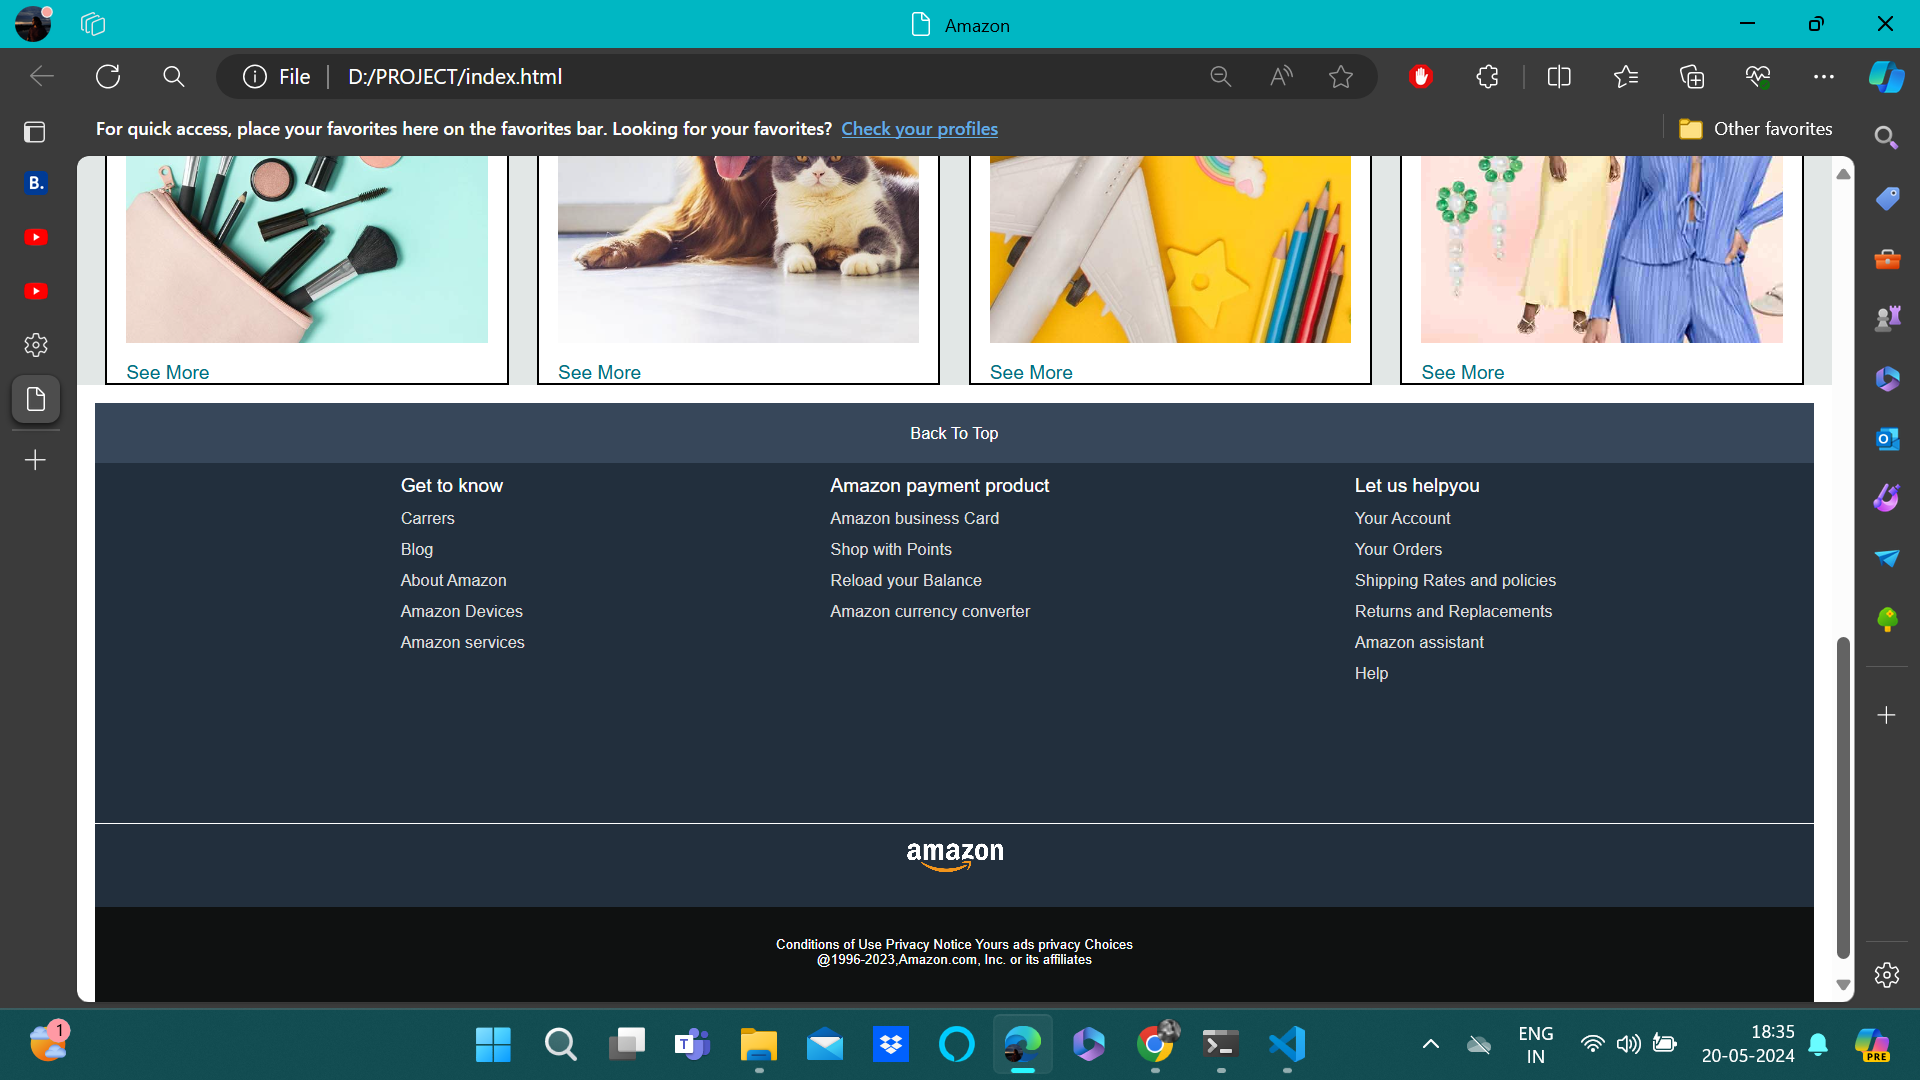 Amazon
File
D:/PROJECT/index.html
For quick access, place your favorites here on the favorites bar. Looking for your favorites? Check your profiles
Other favorites
B.
See More
See More
See More
See More
Back To Top
Get to know
Carrers
Blog
About Amazon
Amazon Devices
Amazon services
Amazon payment product
Amazon business Card
Shop with Points
Reload your Balance
Amazon currency converter
Let us helpyou
Your Account
Your Orders
Shipping Rates and policies
Returns and Replacements
Amazon assistant
Help
amazon
Conditions of Use Privacy Notice Yours ads privacy Choices
@1996-2023,Amazon.com, Inc. or its affiliates
1
ENG
IN
18:35
20-05-2024
PRE